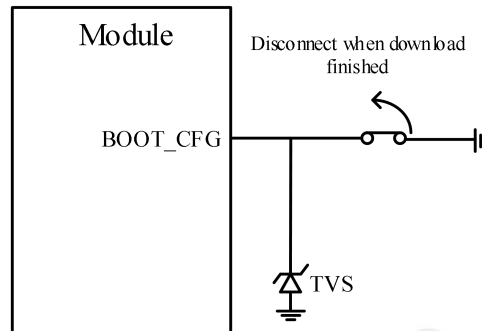 Module
Disconnect when download
finished
BOOT_CFG
TVS